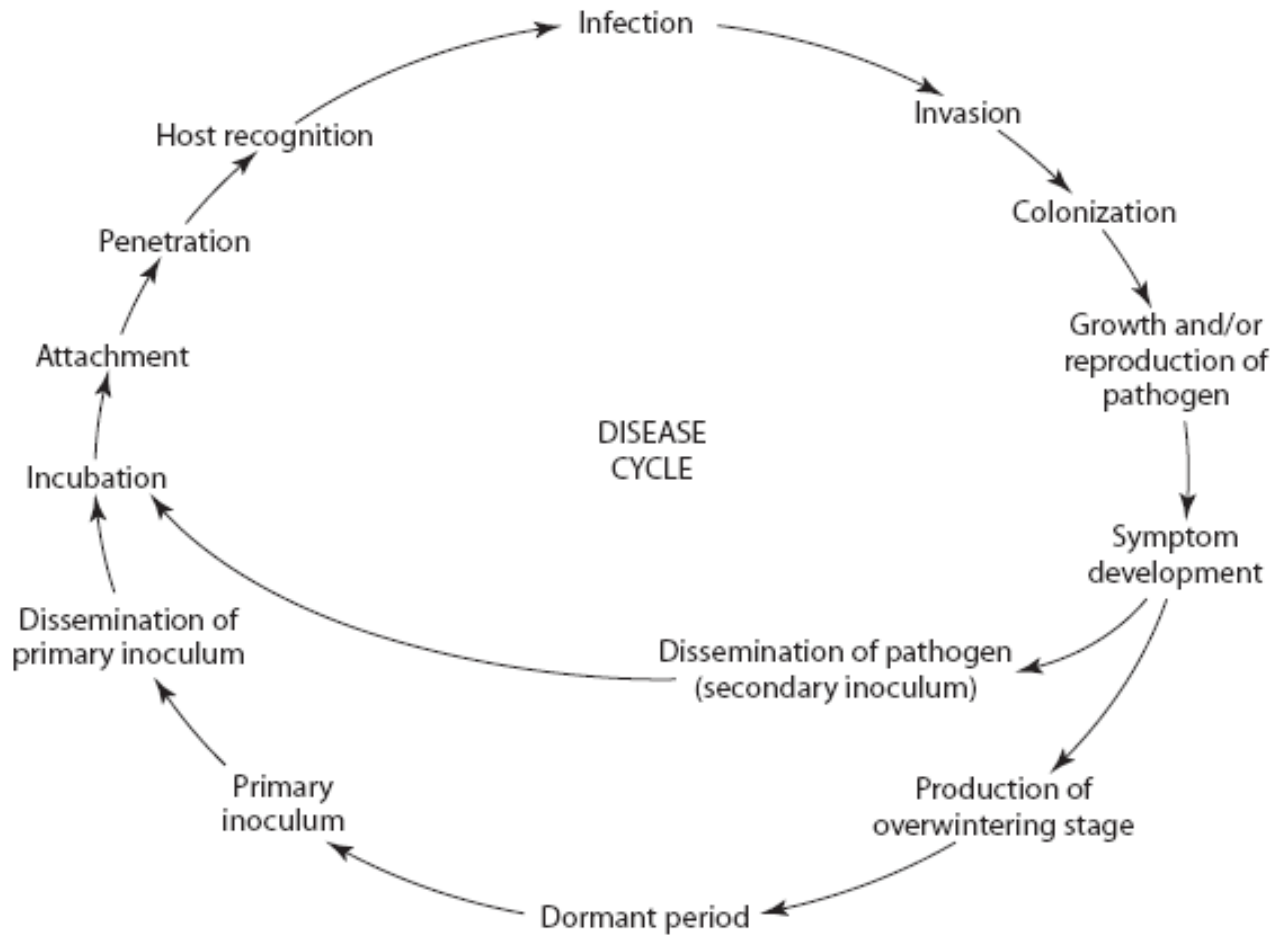 Infection
Invasion
Colonization
Growth and/or
reproduction of
pathogen
Symptom
development
Dissemination of pathogen
(secondary inoculum)
Production of
overwintering stage
Dormant period
Primary
inoculum
Dissemination of
primary inoculum
Incubation
Attachment
Penetration
Host recognition
DISEASE
CYCLE